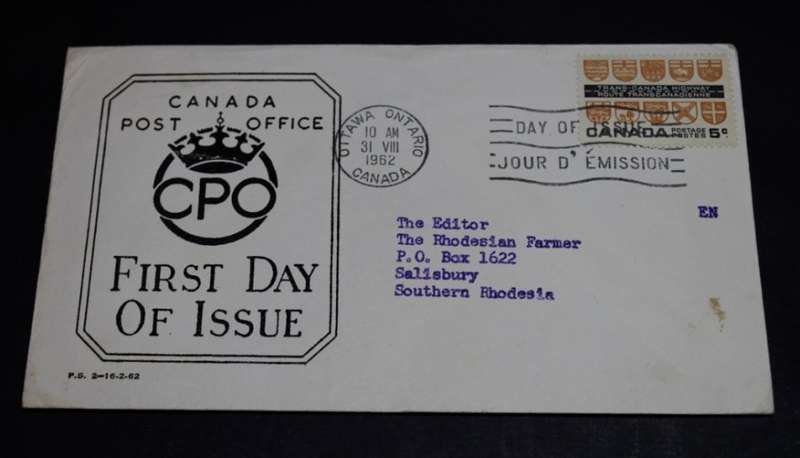 CANADA
POST OFFICE
CPO
FIRST DAY
OF ISSUE
P.S. 2-16-2-62
OTTAWA ONTARIO
10 AM
31 VIII
1962
CANADA
DAY OF ISSUE
JOUR D' ÉMISSION
TRANS-CANADA HIGHWAY
ROUTE TRANSCANADIENNE
CANADA POSTAGE POSTES 5c
EN
The Editor
The Rhodesian Farmer
P.O. Box 1622
Salisbury
Southern Rhodesia